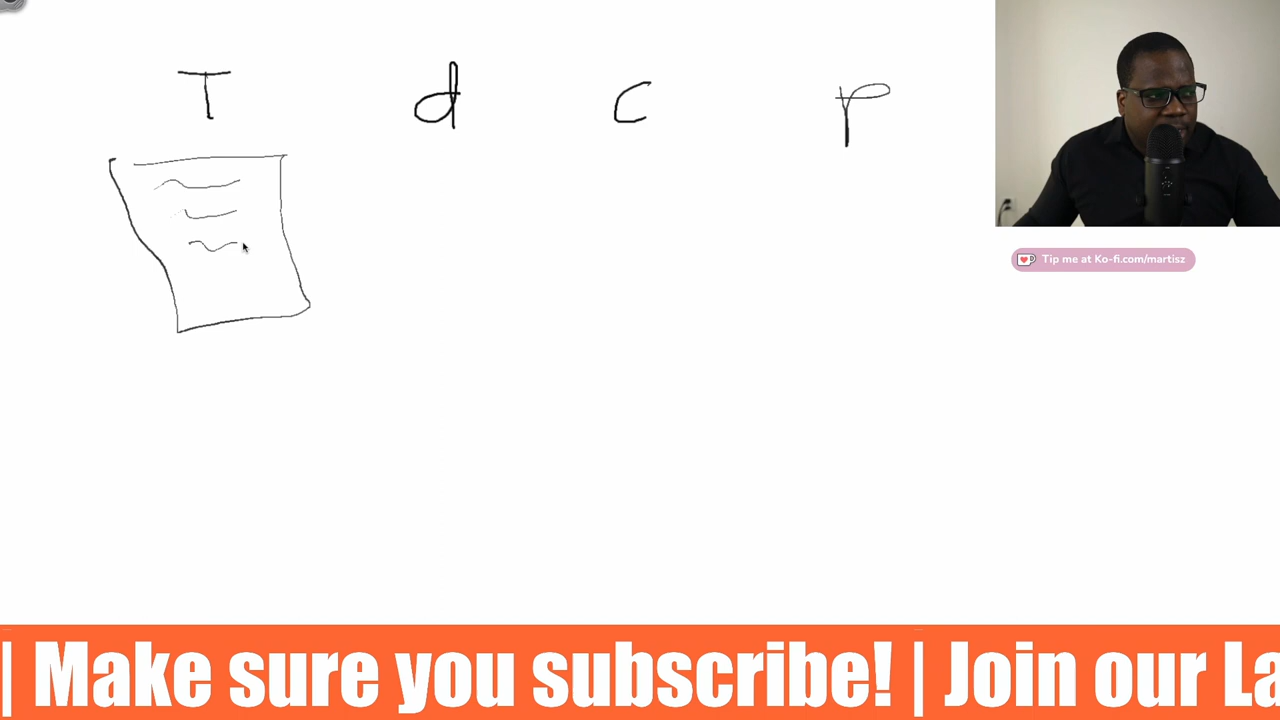 T d c p
Tip me at Ko-fi.com/martisz
| Make sure you subscribe! | Join our La